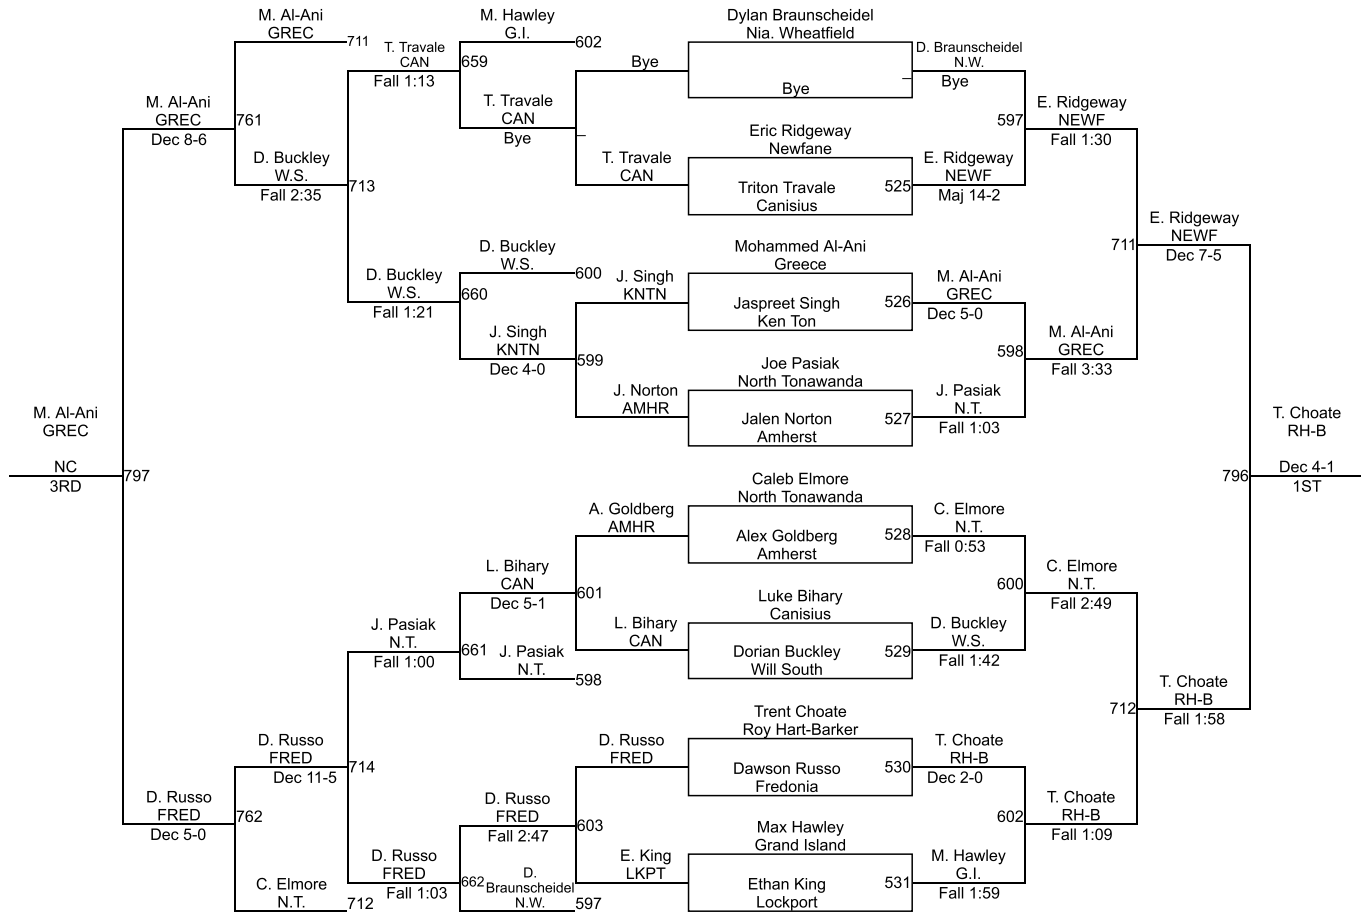 M. Al-Ani
GREC
711
M. Hawley
G.I.
602
Dylan Braunscheidel
Nia. Wheatfield
T. Travale
CAN
Fall 1:13
659
Bye
Bye
D. Braunscheidel
N.W.
Bye
M. Al-Ani
GREC
Dec 8-6
761
T. Travale
CAN
Bye
597
E. Ridgeway
NEWF
Fall 1:30
Eric Ridgeway
Newfane
D. Buckley
W.S.
Fall 2:35
713
T. Travale
CAN
Triton Travale
Canisius
525
E. Ridgeway
NEWF
Maj 14-2
E. Ridgeway
NEWF
Dec 7-5
711
D. Buckley
W.S.
600
Mohammed Al-Ani
Greece
D. Buckley
W.S.
Fall 1:21
660
J. Singh
KNTN
Jaspreet Singh
Ken Ton
526
M. Al-Ani
GREC
Dec 5-0
J. Singh
KNTN
Dec 4-0
599
598
M. Al-Ani
GREC
Fall 3:33
Joe Pasiak
North Tonawanda
J. Norton
AMHR
Jalen Norton
Amherst
527
J. Pasiak
N.T.
Fall 1:03
M. Al-Ani
GREC
NC
3RD
797
T. Choate
RH-B
Dec 4-1
1ST
796
Caleb Elmore
North Tonawanda
A. Goldberg
AMHR
Alex Goldberg
Amherst
528
C. Elmore
N.T.
Fall 0:53
L. Bihary
CAN
Dec 5-1
601
600
C. Elmore
N.T.
Fall 2:49
Luke Bihary
Canisius
J. Pasiak
N.T.
Fall 1:00
661
J. Pasiak
N.T.
598
L. Bihary
CAN
Dorian Buckley
Will South
529
D. Buckley
W.S.
Fall 1:42
712
T. Choate
RH-B
Fall 1:58
Trent Choate
Roy Hart-Barker
D. Russo
FRED
Dec 11-5
714
D. Russo
FRED
Dawson Russo
Fredonia
530
T. Choate
RH-B
Dec 2-0
D. Russo
FRED
Dec 5-0
762
D. Russo
FRED
Fall 2:47
603
602
T. Choate
RH-B
Fall 1:09
Max Hawley
Grand Island
D. Russo
FRED
Fall 1:03
662
E. King
LKPT
Ethan King
Lockport
531
M. Hawley
G.I.
Fall 1:59
C. Elmore
N.T.
712
D.
Braunscheidel
N.W.
597